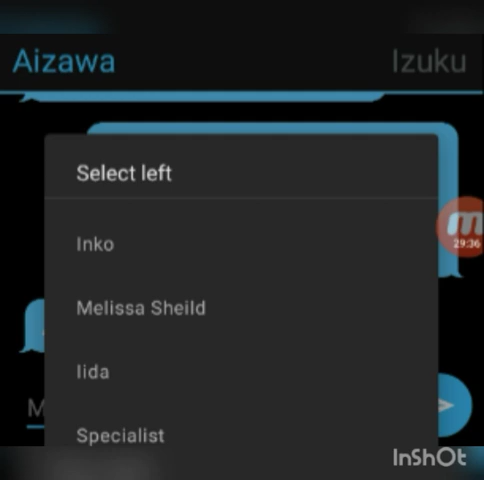 Aizawa
Izuku
Select left
Inko
29:36
Melissa Sheild
Iida
M
Specialist
InShOt